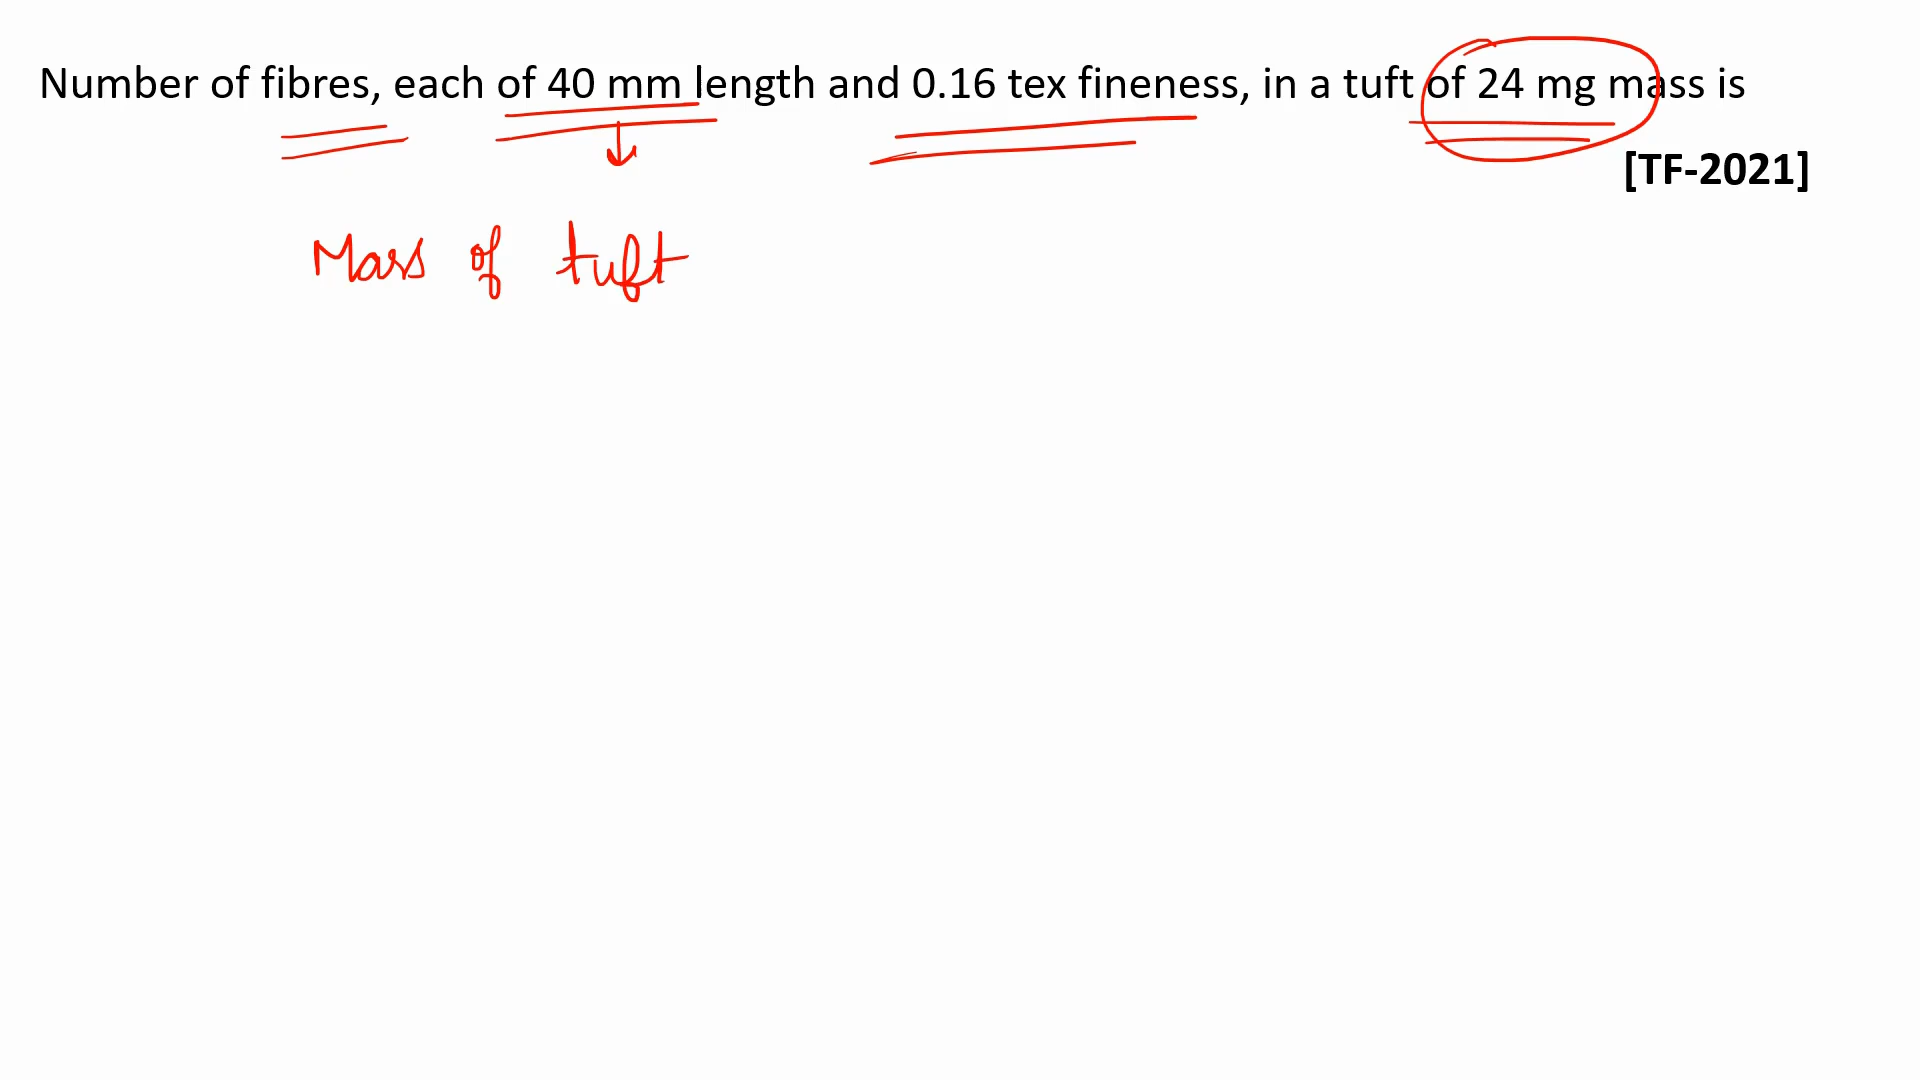 Number of fibres, each of 40 mm length and 0.16 tex fineness, in a tuft of 24 mg mass is
[TF-2021]
Mass of tuft